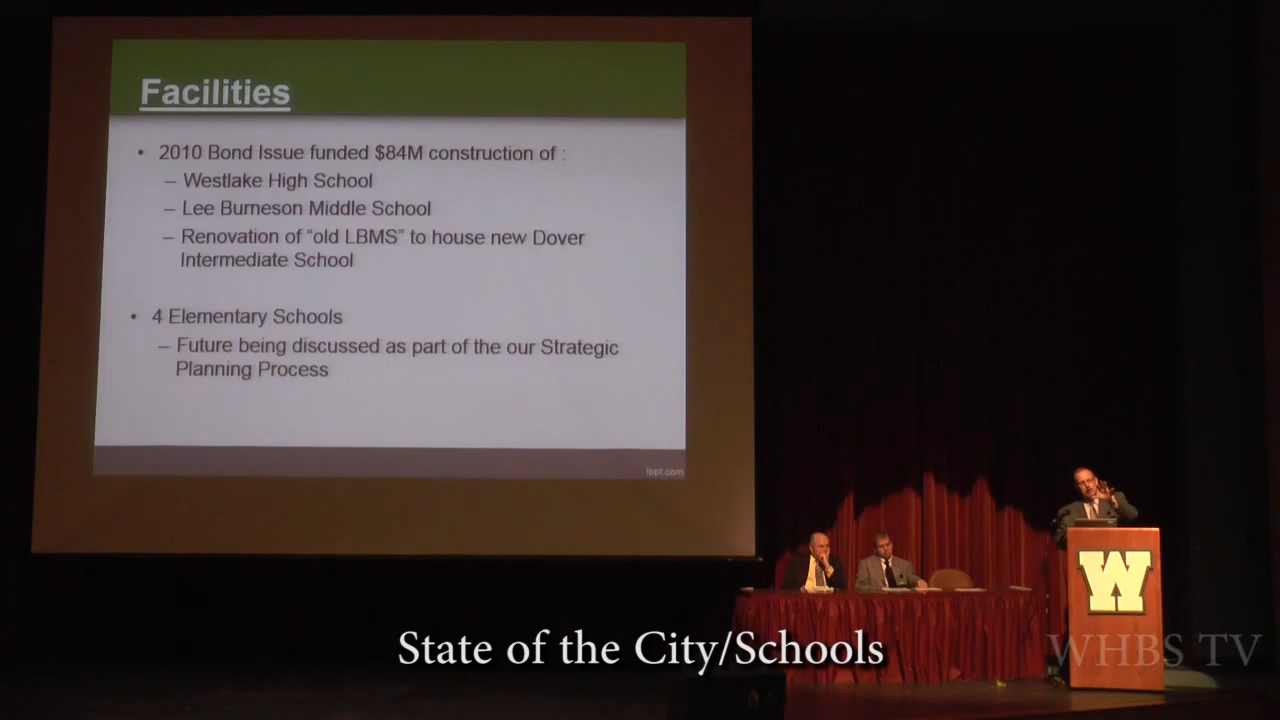 Facilities
• 2010 Bond Issue funded $84M construction of :
– Westlake High School
– Lee Burneson Middle School
– Renovation of “old LBMS” to house new Dover
Intermediate School
• 4 Elementary Schools
– Future being discussed as part of the our Strategic
Planning Process
fppt.com
W
State of the City/Schools
WHBS TV